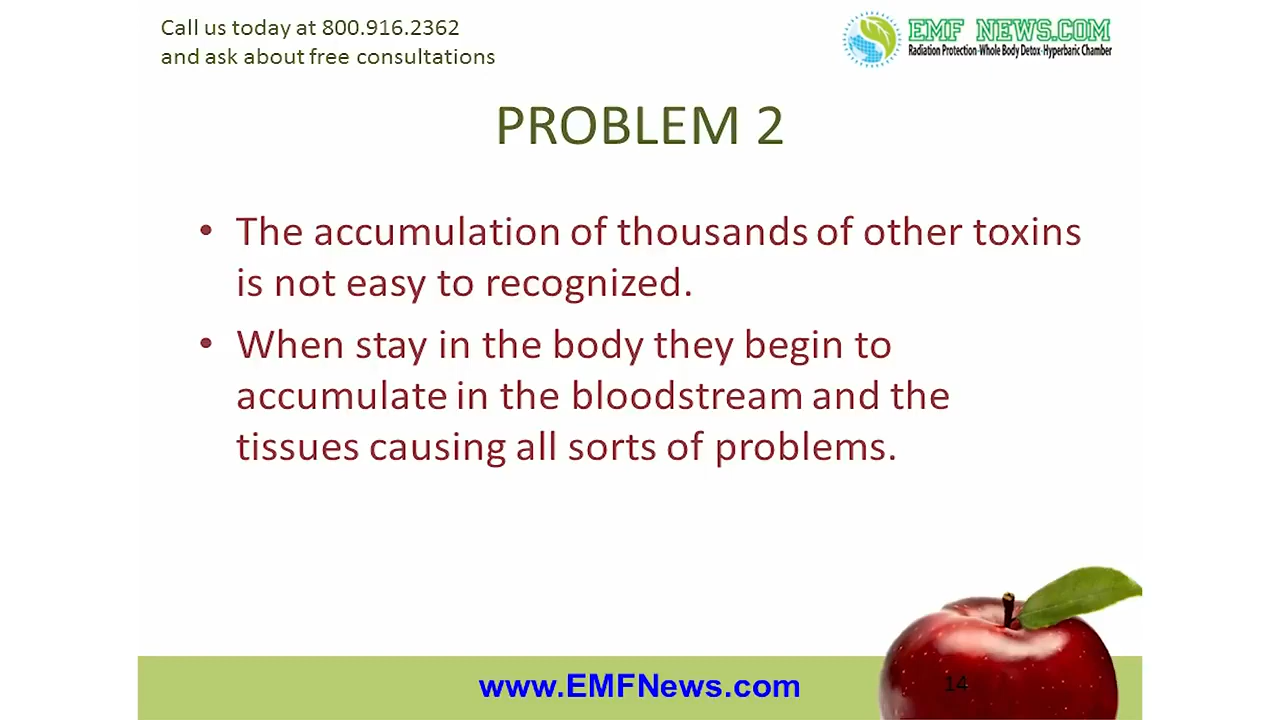 Call us today at 800.916.2362
and ask about free consultations
EMF NEWS.COM
Radiation Protection-Whole Body Detox-Hyperbaric Chamber
PROBLEM 2
• The accumulation of thousands of other toxins
is not easy to recognized.
• When stay in the body they begin to
accumulate in the bloodstream and the
tissues causing all sorts of problems.
www.EMFNews.com
14